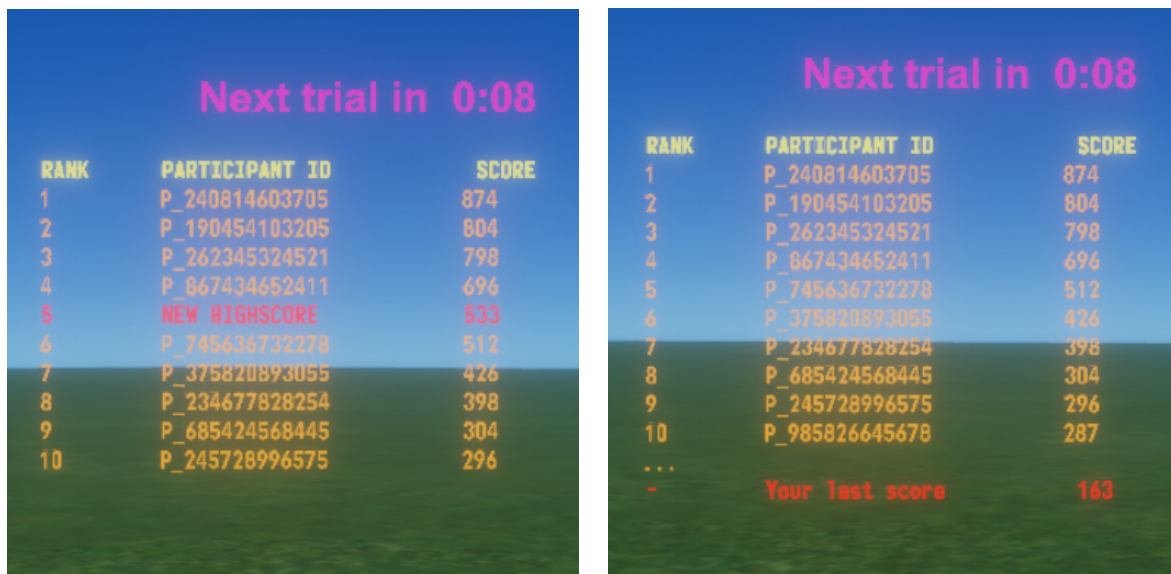 Next trial in 0:08
RANK PARTICIPANT ID SCORE
1 P_240814603705 874
2 P_190454103205 804
3 P_262345324521 798
4 P_867434652411 696
5 NEW HIGHSCORE 533
6 P_745636732278 512
7 P_375820893055 426
8 P_234677828254 398
9 P_685424568445 304
10 P_245728996575 296
Next trial in 0:08
RANK PARTICIPANT ID SCORE
1 P_240814603705 874
2 P_190454103205 804
3 P_262345324521 798
4 P_867434652411 696
5 P_745636732278 512
6 P_375820893055 426
7 P_234677828254 398
8 P_685424568445 304
9 P_245728996575 296
10 P_985826645678 287
...
- Your last score 163